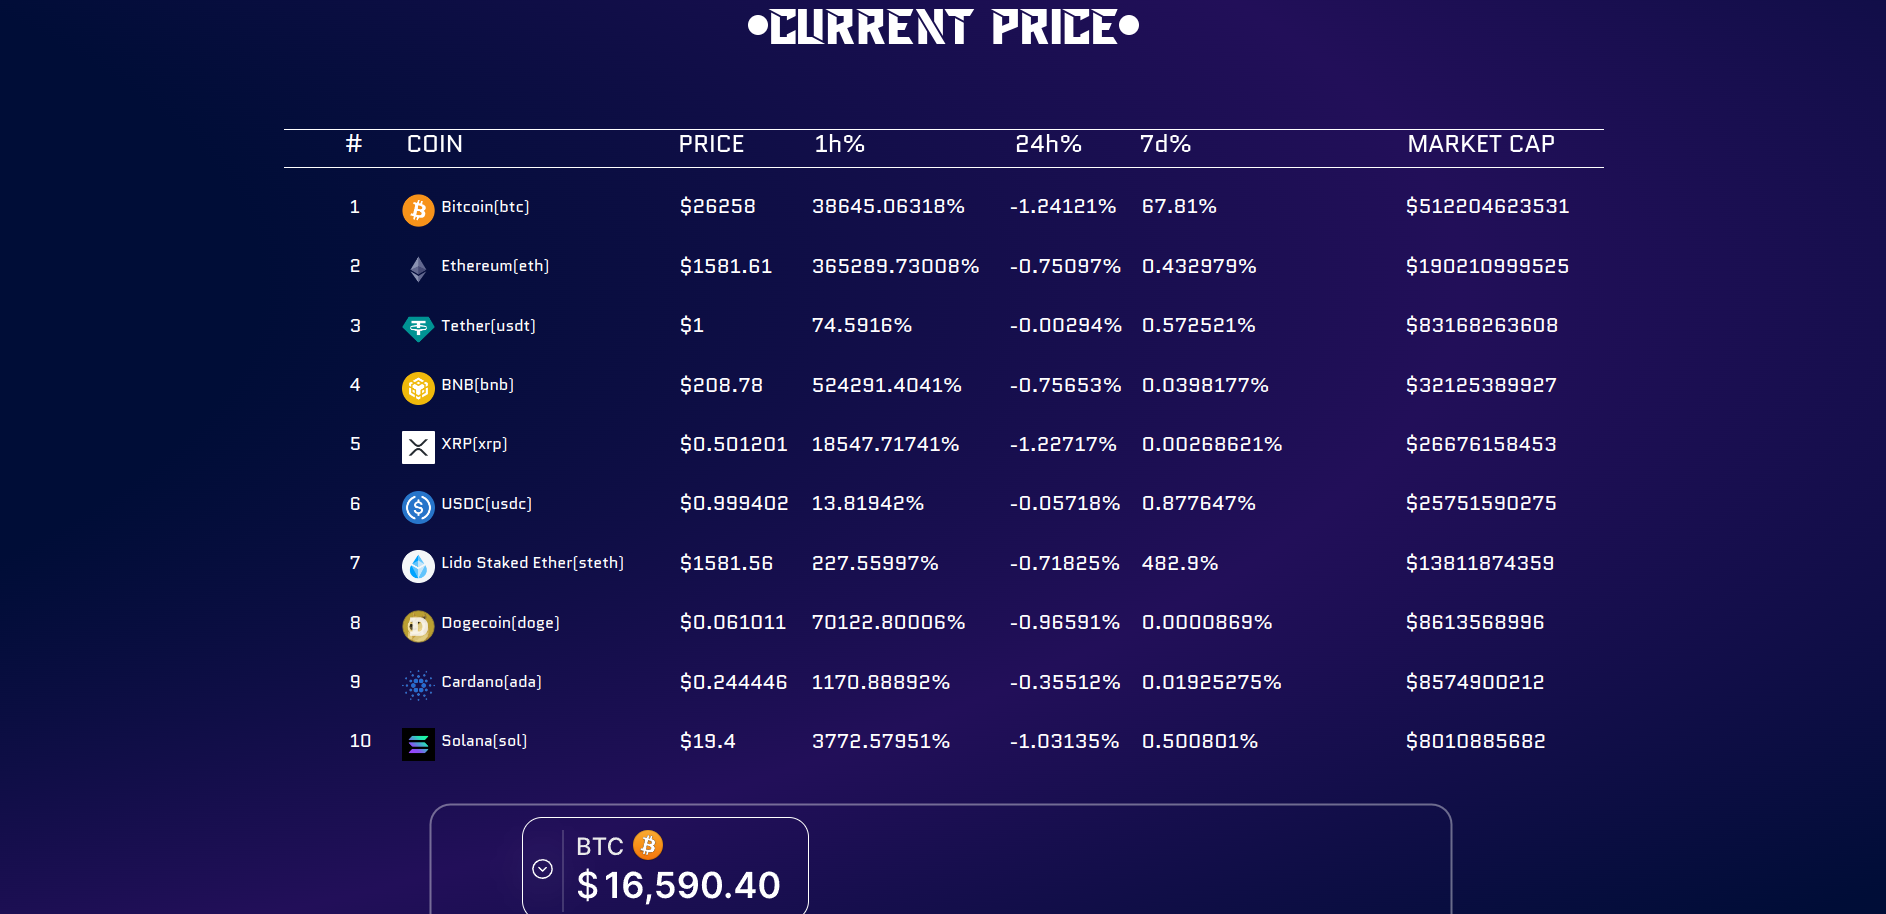 •CURRENT PRICE•
# COIN PRICE 1h% 24h% 7d% MARKET CAP
1 Bitcoin(btc) $26258 38645.06318% -1.24121% 67.81% $512204623531
2 Ethereum(eth) $1581.61 365289.73008% -0.75097% 0.432979% $190210999525
3 Tether(usdt) $1 74.5916% -0.00294% 0.572521% $83168263608
4 BNB(bnb) $208.78 524291.4041% -0.75653% 0.0398177% $32125389927
5 XRP(xrp) $0.501201 18547.71741% -1.22717% 0.00268621% $26676158453
6 USDC(usdc) $0.999402 13.81942% -0.05718% 0.877647% $25751590275
7 Lido Staked Ether(steth) $1581.56 227.55997% -0.71825% 482.9% $13811874359
8 Dogecoin(doge) $0.061011 70122.80006% -0.96591% 0.0000869% $8613568996
9 Cardano(ada) $0.244446 1170.88892% -0.35512% 0.01925275% $8574900212
10 Solana(sol) $19.4 3772.57951% -1.03135% 0.500801% $8010885682
BTC
$16,590.40